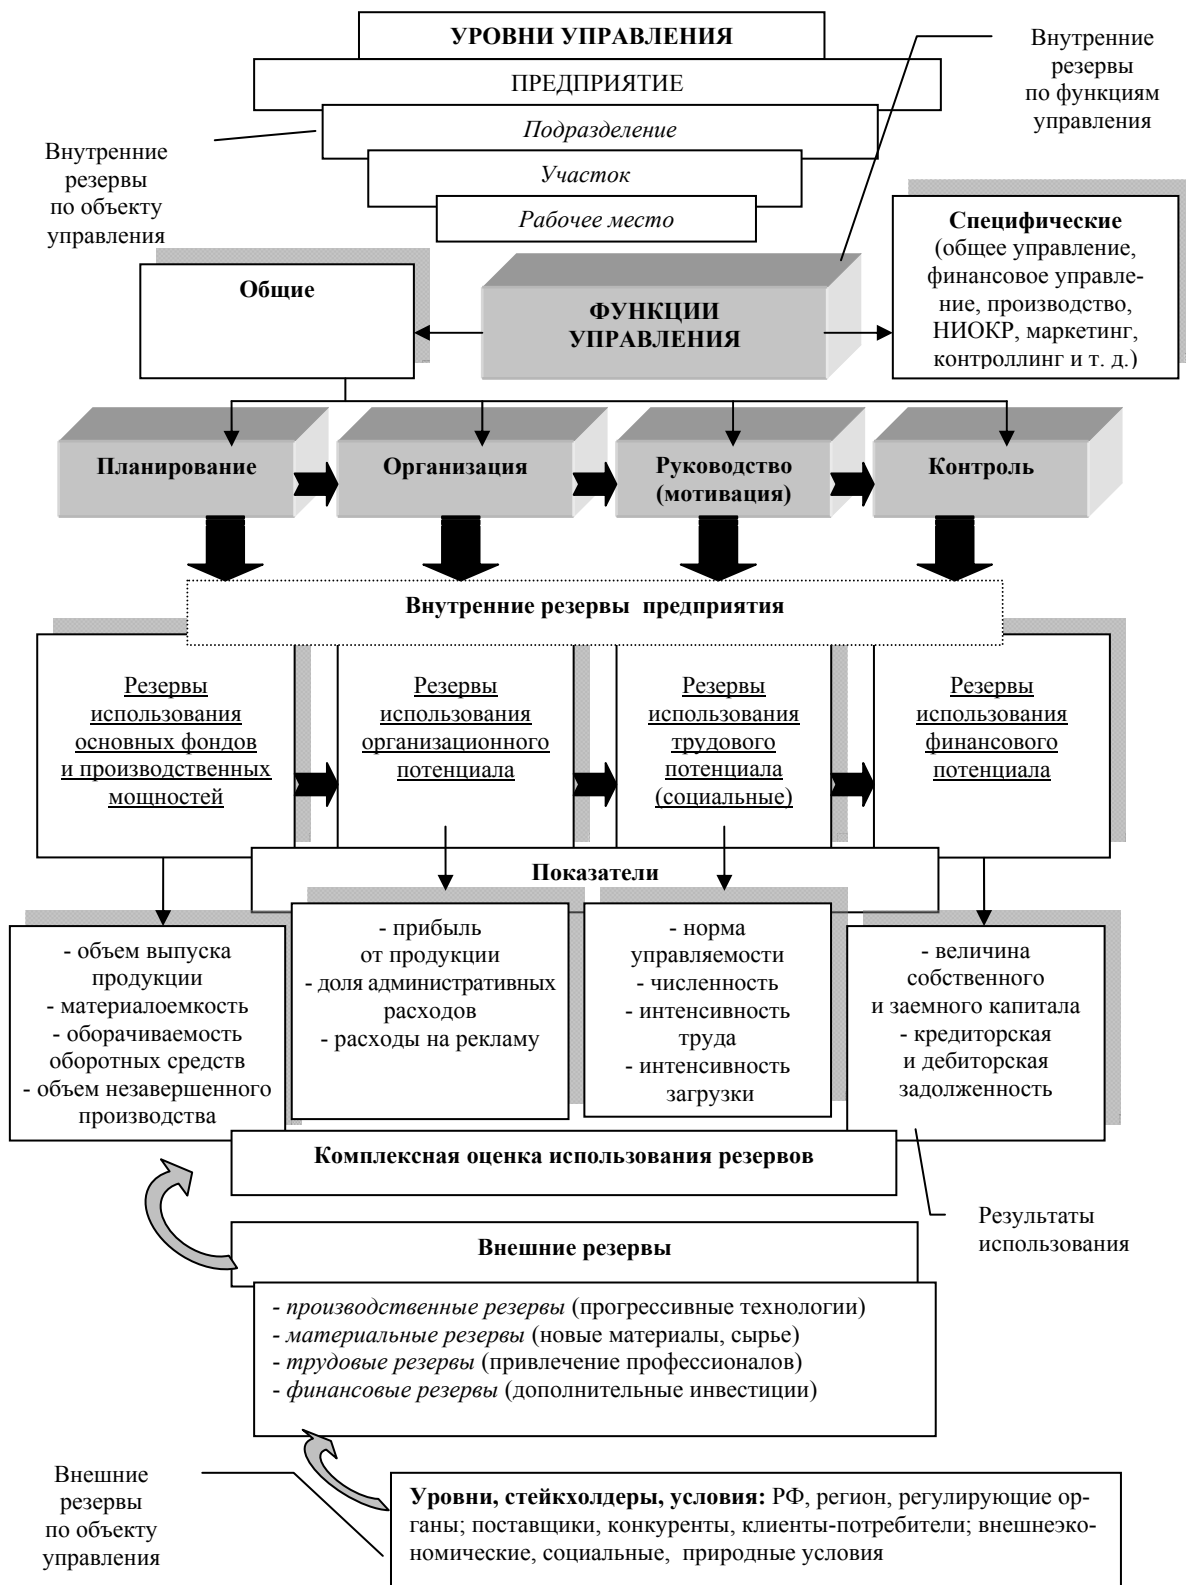 УРОВНИ УПРАВЛЕНИЯ
ПРЕДПРИЯТИЕ
Подразделение
Участок
Рабочее место
Внутренние
резервы
по функциям
управления
Внутренние
резервы
по объекту
управления
Общие
ФУНКЦИИ
УПРАВЛЕНИЯ
Специфические
(общее управление,
финансовое управле-
ние, производство,
НИОКР, маркетинг,
контроллинг и т. д.)
Планирование
Организация
Руководство
(мотивация)
Контроль
Внутренние резервы предприятия
Резервы
использования
основных фондов
и производственных
мощностей
Резервы
использования
организационного
потенциала
Резервы
использования
трудового
потенциала
(социальные)
Резервы
использования
финансового
потенциала
Показатели
- объем выпуска
продукции
- материалоемкость
- оборачиваемость
оборотных средств
- объем незавершенного
производства
- прибыль
от продукции
- доля административных
расходов
- расходы на рекламу
- норма
управляемости
- численность
- интенсивность
труда
- интенсивность
загрузки
- величина
собственного
и заемного капитала
- кредиторская
и дебиторская
задолженность
Комплексная оценка использования резервов
Результаты
использования
Внешние резервы
- производственные резервы (прогрессивные технологии)
- материальные резервы (новые материалы, сырье)
- трудовые резервы (привлечение профессионалов)
- финансовые резервы (дополнительные инвестиции)
Внешние
резервы
по объекту
управления
Уровни, стейкхолдеры, условия: РФ, регион, регулирующие ор-
ганы; поставщики, конкуренты, клиенты-потребители; внешнеэко-
номические, социальные, природные условия